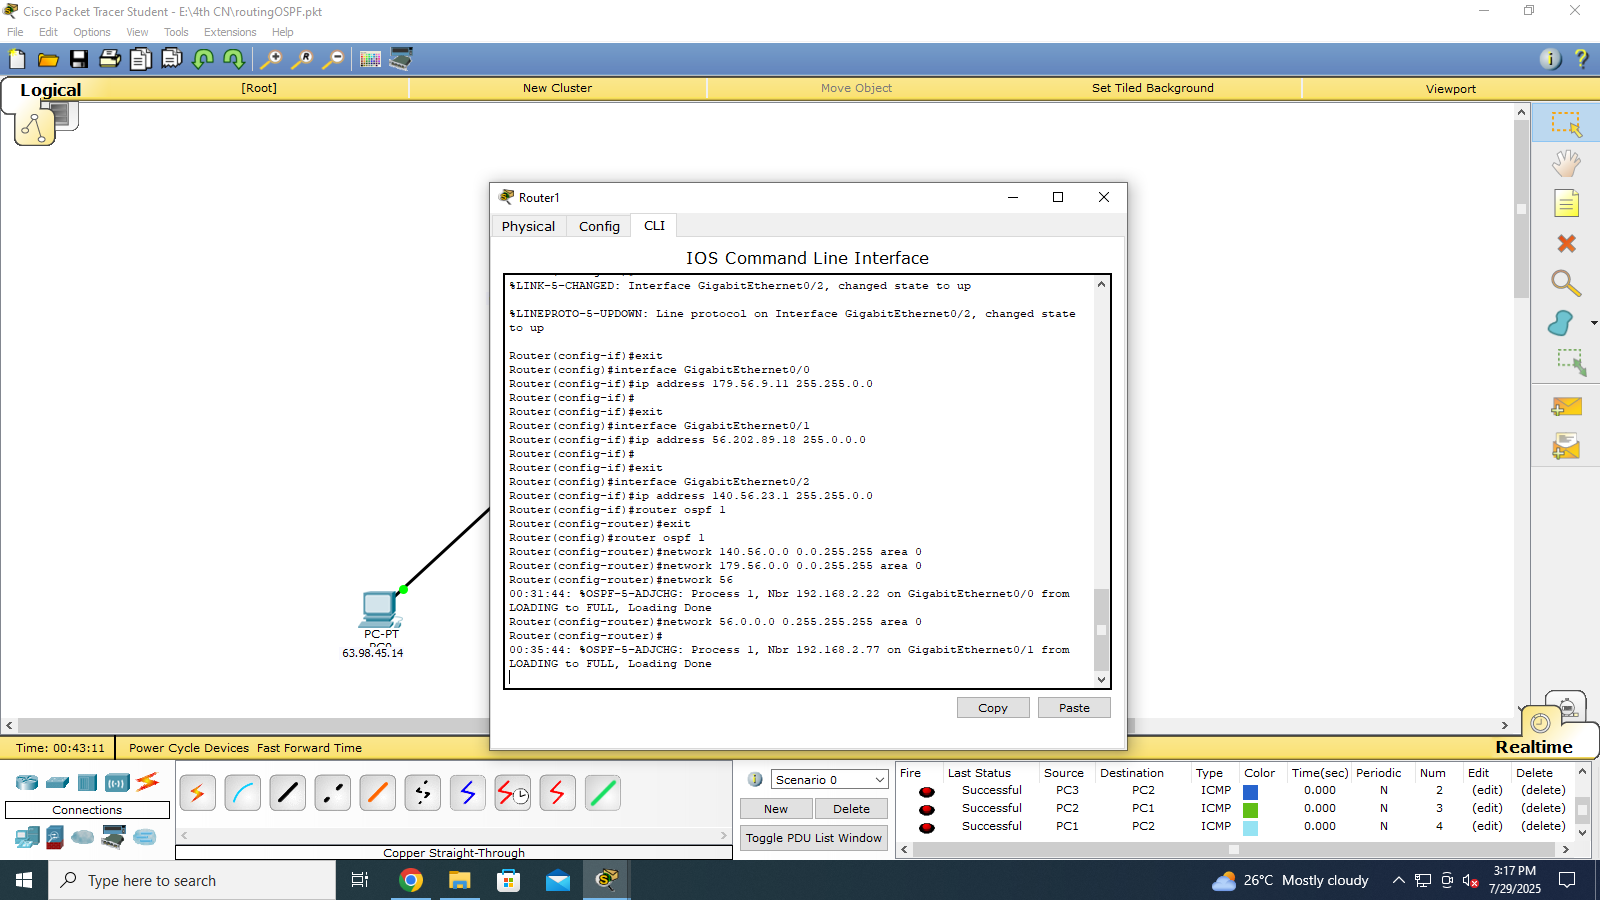 Cisco Packet Tracer Student - E:\4th CN\routingOSPF.pkt
File Edit Options View Tools Extensions Help
Logical [Root] New Cluster Move Object Set Tiled Background Viewport
Router1
Physical Config CLI
IOS Command Line Interface
%LINK-5-CHANGED: Interface GigabitEthernet0/2, changed state to up
%LINEPROTO-5-UPDOWN: Line protocol on Interface GigabitEthernet0/2, changed state
to up
Router(config-if)#exit
Router(config)#interface GigabitEthernet0/0
Router(config-if)#ip address 179.56.9.11 255.255.0.0
Router(config-if)#
Router(config-if)#exit
Router(config)#interface GigabitEthernet0/1
Router(config-if)#ip address 56.202.89.18 255.0.0.0
Router(config-if)#
Router(config-if)#exit
Router(config)#interface GigabitEthernet0/2
Router(config-if)#ip address 140.56.23.1 255.255.0.0
Router(config-if)#router ospf 1
Router(config-router)#exit
Router(config)#router ospf 1
Router(config-router)#network 140.56.0.0 0.0.255.255 area 0
Router(config-router)#network 179.56.0.0 0.0.255.255 area 0
Router(config-router)#network 56
00:31:44: %OSPF-5-ADJCHG: Process 1, Nbr 192.168.2.22 on GigabitEthernet0/0 from
LOADING to FULL, Loading Done
Router(config-router)#network 56.0.0.0 0.255.255.255 area 0
Router(config-router)#
00:35:44: %OSPF-5-ADJCHG: Process 1, Nbr 192.168.2.77 on GigabitEthernet0/1 from
LOADING to FULL, Loading Done
Copy Paste
PC-PT
63.98.45.14
Time: 00:43:11 Power Cycle Devices Fast Forward Time
Realtime
Connections
Copper Straight-Through
Scenario 0
New Delete
Toggle PDU List Window
Fire Last Status Source Destination Type Color Time(sec) Periodic Num Edit Delete
Successful PC3 PC2 ICMP 0.000 N 2 (edit) (delete)
Successful PC2 PC1 ICMP 0.000 N 3 (edit) (delete)
Successful PC1 PC2 ICMP 0.000 N 4 (edit) (delete)
Type here to search
26°C Mostly cloudy
3:17 PM
7/29/2025